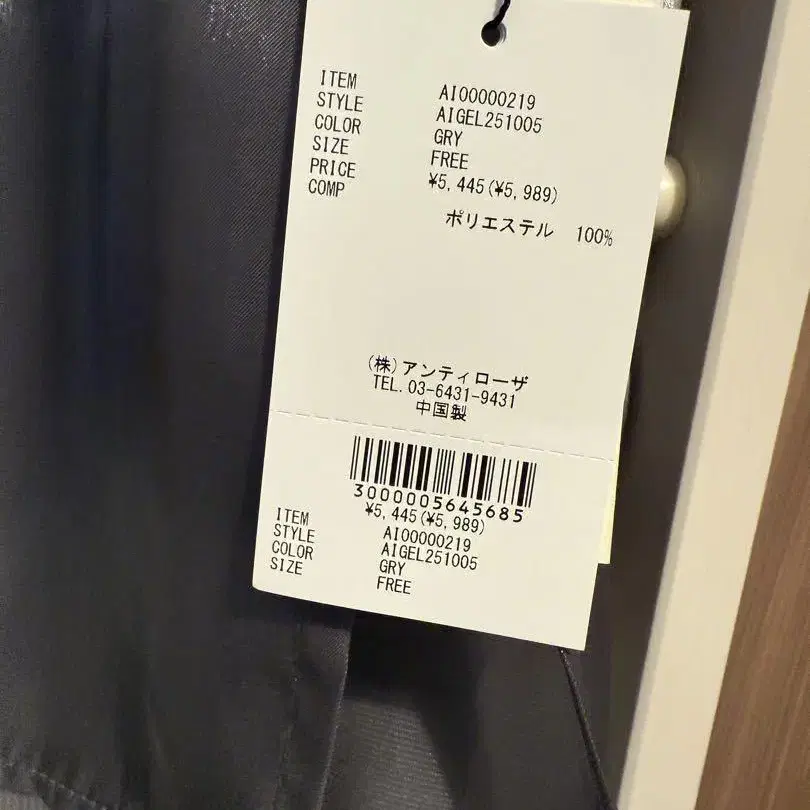 ITEM AI00000219
STYLE AIGEL251005
COLOR GRY
SIZE FREE
PRICE ¥5,445(¥5,989)
COMP
ポリエステル 100%
(株)アンティローザ
TEL.03-6431-9431
中国製
3000005645685
¥5,445(¥5,989)
ITEM AI00000219
STYLE AIGEL251005
COLOR GRY
SIZE FREE